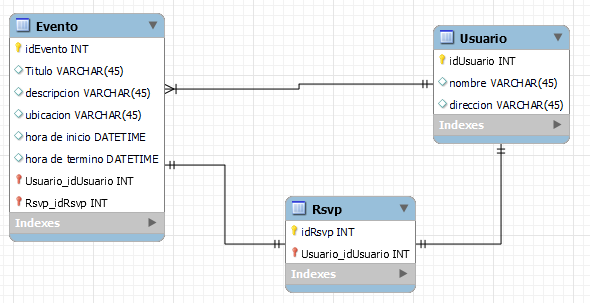 Evento
idEvento INT
Titulo VARCHAR(45)
descripcion VARCHAR(45)
ubicacion VARCHAR(45)
hora de inicio DATETIME
hora de termino DATETIME
Usuario_idUsuario INT
Rsvp_idRsvp INT
Indexes
Usuario
idUsuario INT
nombre VARCHAR(45)
direccion VARCHAR(45)
Indexes
Rsvp
idRsvp INT
Usuario_idUsuario INT
Indexes